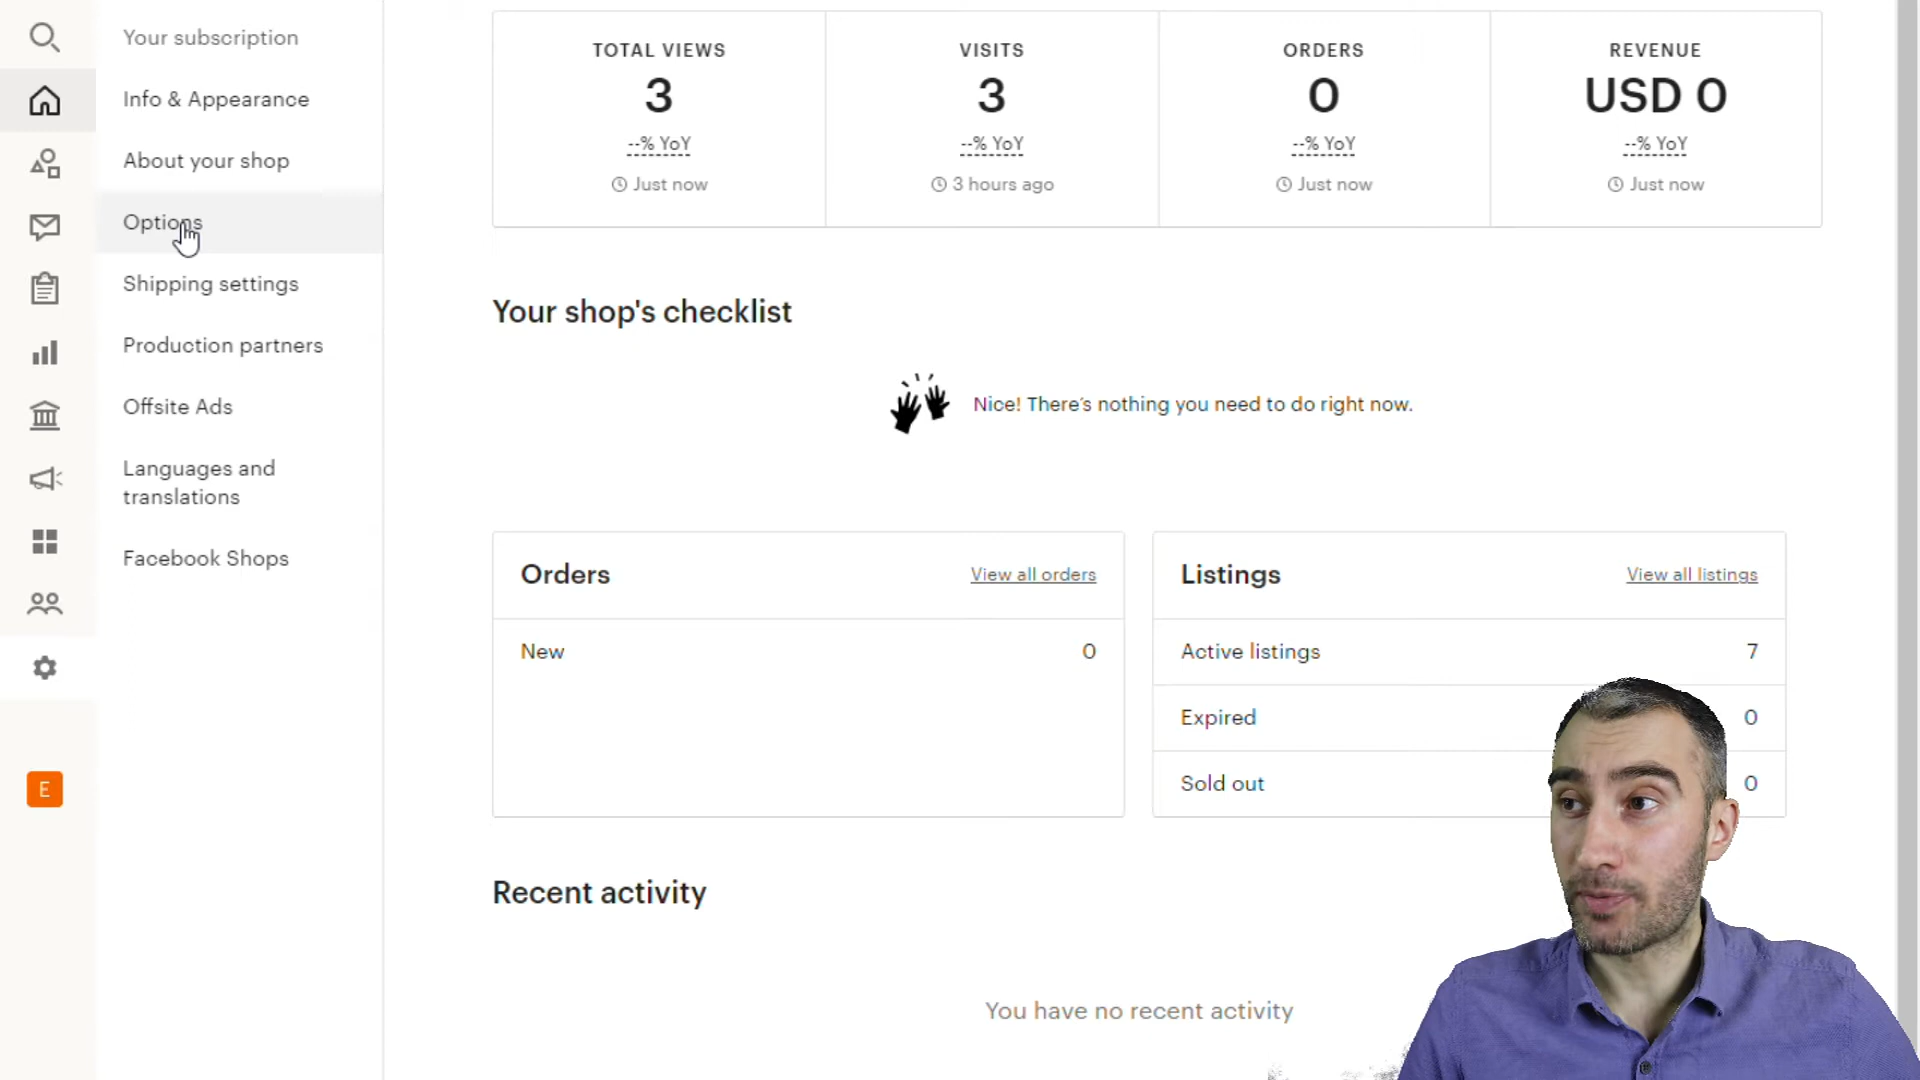 Your subscription
Info & Appearance
About your shop
Options
Shipping settings
Production partners
Offsite Ads
Languages and
translations
Facebook Shops
E
TOTAL VIEWS
3
--% YoY
Just now
VISITS
3
--% YoY
3 hours ago
ORDERS
0
--% YoY
Just now
REVENUE
USD 0
--% YoY
Just now
Your shop's checklist
Nice! There's nothing you need to do right now.
Orders
View all orders
New
0
Listings
View all listings
Active listings
7
Expired
0
Sold out
0
Recent activity
You have no recent activity